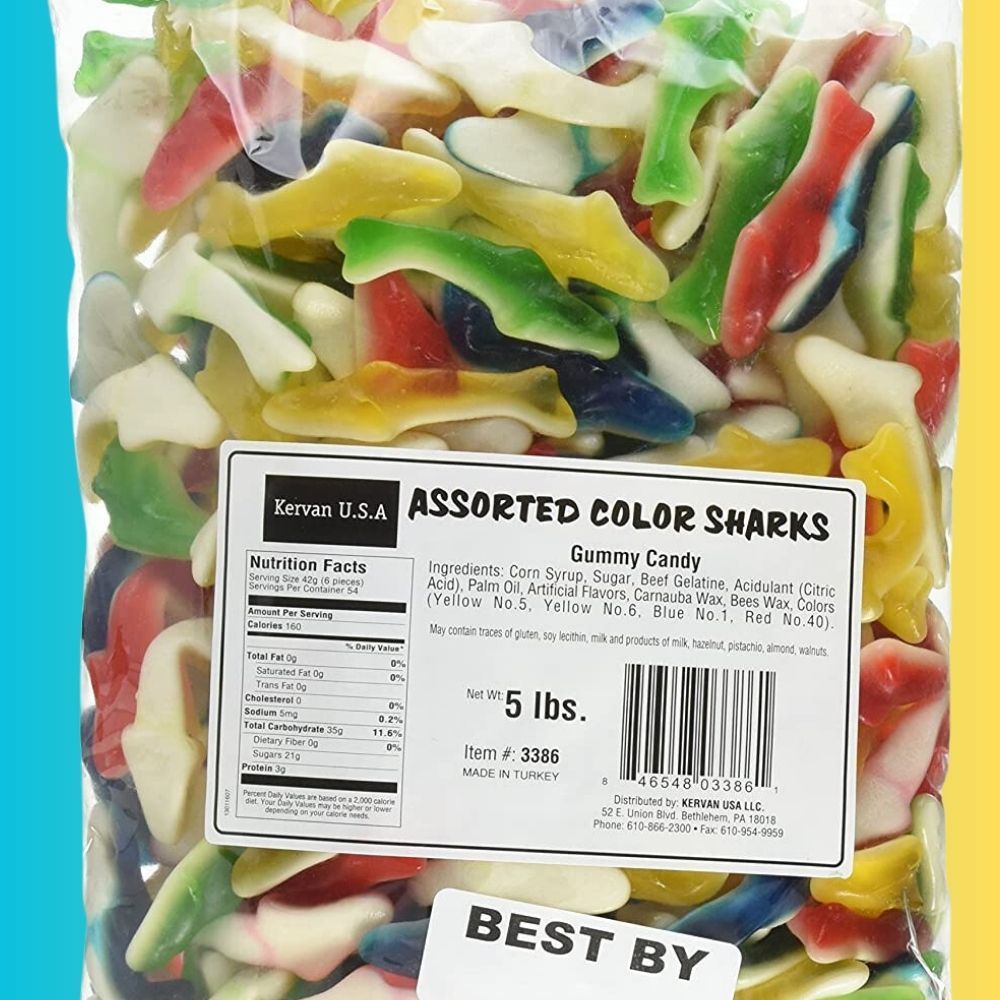 Kervan U.S.A
ASSORTED COLOR SHARKS
Gummy Candy
Ingredients: Corn Syrup, Sugar, Beef Gelatine, Acidulant (Citric
Acid), Palm Oil, Artificial Flavors, Carnauba Wax, Bees Wax, Colors
(Yellow No.5, Yellow No.6, Blue No.1, Red No.40).
May contain traces of gluten, soy lecithin, milk and products of milk, hazelnut, pistachio, almond, walnuts.
Nutrition Facts
Serving Size 42g (6 pieces)
Servings Per Container 54
Amount Per Serving
Calories 160
% Daily Value*
Total Fat 0g 0%
Saturated Fat 0g 0%
Trans Fat 0g
Cholesterol 0 0%
Sodium 5mg 0.2%
Total Carbohydrate 35g 11.6%
Dietary Fiber 0g 0%
Sugars 21g
Protein 3g
Percent Daily Values are based on a 2,000 calorie
diet. Your Daily Values may be higher or lower
depending on your calorie needs.
Net Wt: 5 lbs.
Item #: 3386
MADE IN TURKEY
8 46548 03386 1
Distributed by: KERVAN USA LLC.
52 E. Union Blvd. Bethlehem, PA 18018
Phone: 610-866-2300 • Fax: 610-954-9959
BEST BY